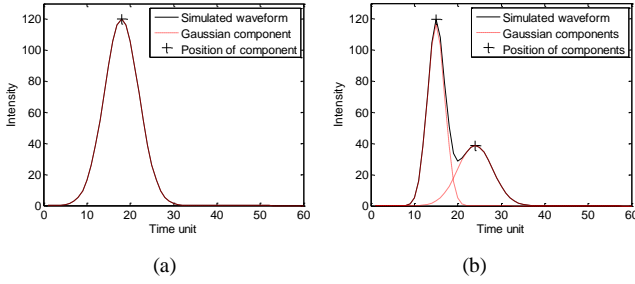 Simulated waveform
Gaussian component
Position of component
120
100
80
60
40
20
0
Intensity
0 10 20 30 40 50 60
Time unit
(a)
Simulated waveform
Gaussian components
Position of components
120
100
80
60
40
20
0
Intensity
0 10 20 30 40 50 60
Time unit
(b)